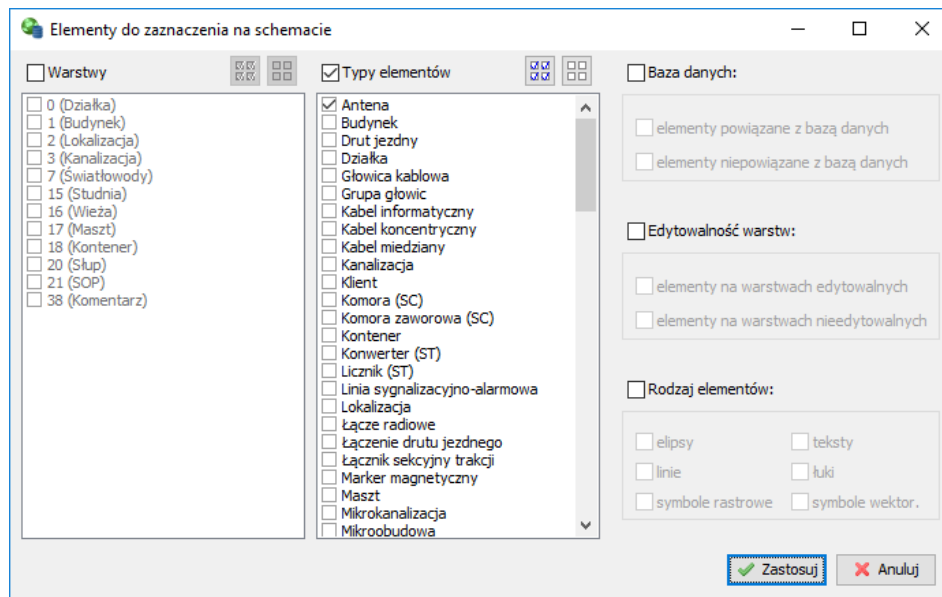 Elementy do zaznaczenia na schemacie
Warstwy
0 (Działka)
1 (Budynek)
2 (Lokalizacja)
3 (Kanalizacja)
7 (Światłowody)
15 (Studnia)
16 (Wieża)
17 (Maszt)
18 (Kontener)
20 (Słup)
21 (SOP)
38 (Komentarz)
Typy elementów
Antena
Budynek
Drut jezdny
Działka
Głowica kablowa
Grupa głowic
Kabel informatyczny
Kabel koncentryczny
Kabel miedziany
Kanalizacja
Klient
Komora (SC)
Komora zaworowa (SC)
Kontener
Konwerter (ST)
Licznik (ST)
Linia sygnalizacyjno-alarmowa
Lokalizacja
Łącze radiowe
Łączenie drutu jezdnego
Łącznik sekcyjny trakcji
Marker magnetyczny
Maszt
Mikrokanalizacja
Mikroobudowa
Baza danych:
elementy powiązane z bazą danych
elementy niepowiązane z bazą danych
Edytowalność warstw:
elementy na warstwach edytowalnych
elementy na warstwach nieedytowalnych
Rodzaj elementów:
elipsy teksty
linie łuki
symbole rastrowe symbole wektor.
Zastosuj Anuluj